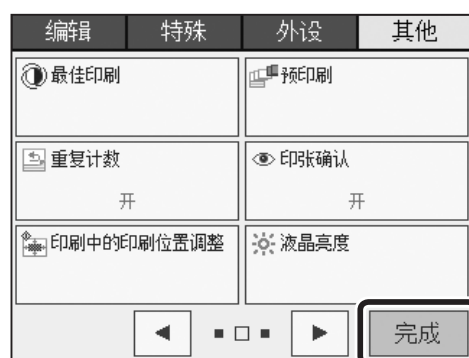 编辑 特殊 外设 其他
最佳印刷 预印刷
重复计数 印张确认
开 开
印刷中的印刷位置调整 液晶亮度
完成